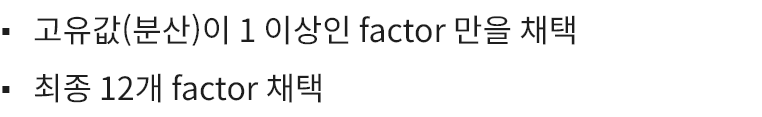 ▪ 고유값(분산)이 1 이상인 factor 만을 채택
▪ 최종 12개 factor 채택